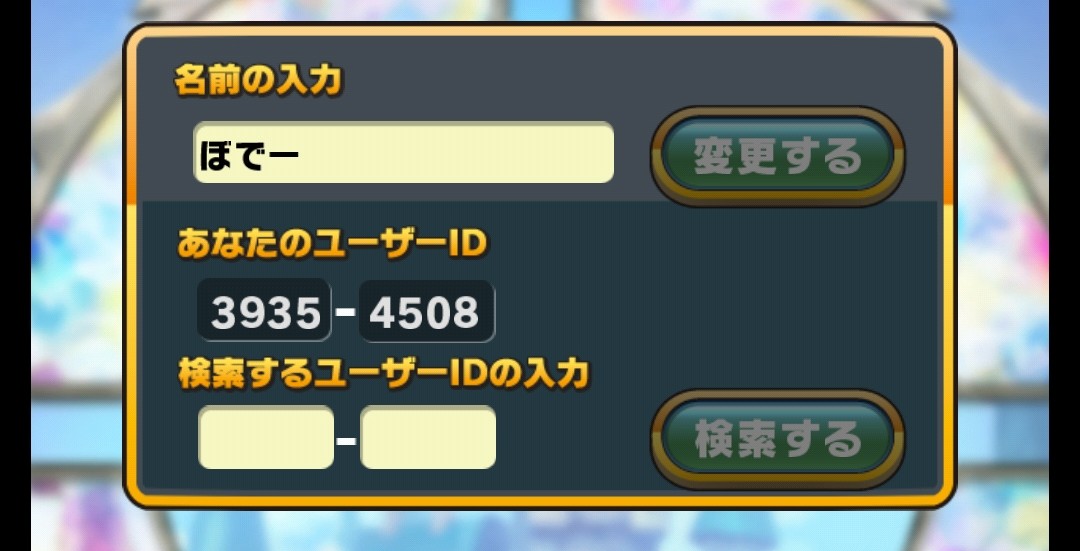 名前の入力
ぼでー
変更する
あなたのユーザーID
3935-4508
検索するユーザーIDの入力
-
検索する